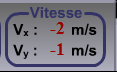 Vitesse
Vx : -2 m/s
Vy : -1 m/s